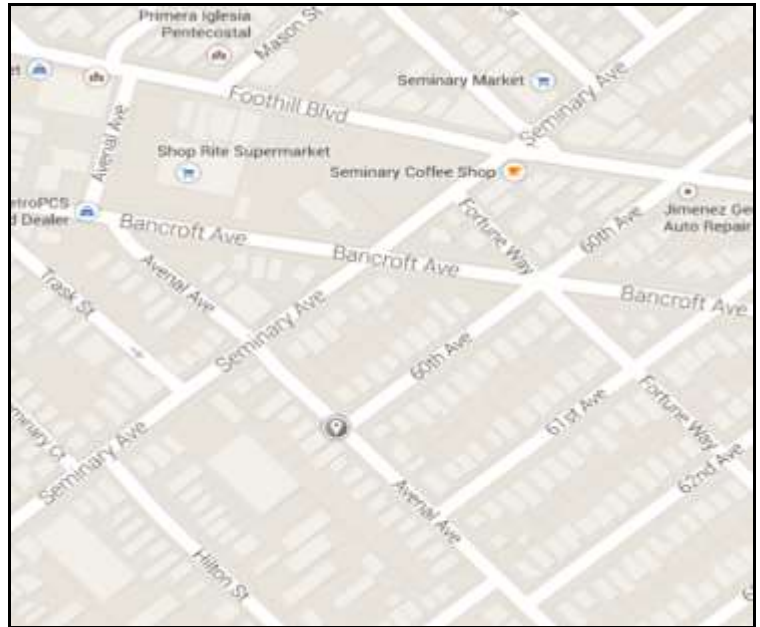 Primera Iglesia
Pentecostal
Mason St
Seminary Market
Seminary Ave
Foothill Blvd
Avenal Ave
Shop Rite Supermarket
Seminary Coffee Shop
etroPCS
d Dealer
Jimenez Ge
Auto Repair
Bancroft Ave
Fortune Way
60th Ave
Bancroft Ave
Avenal Ave
Trask St
Bancroft Ave
Seminary Ave
60th Ave
61st Ave
Fortune Way
62nd Ave
Seminary Ave
Avenal Ave
Hilton St